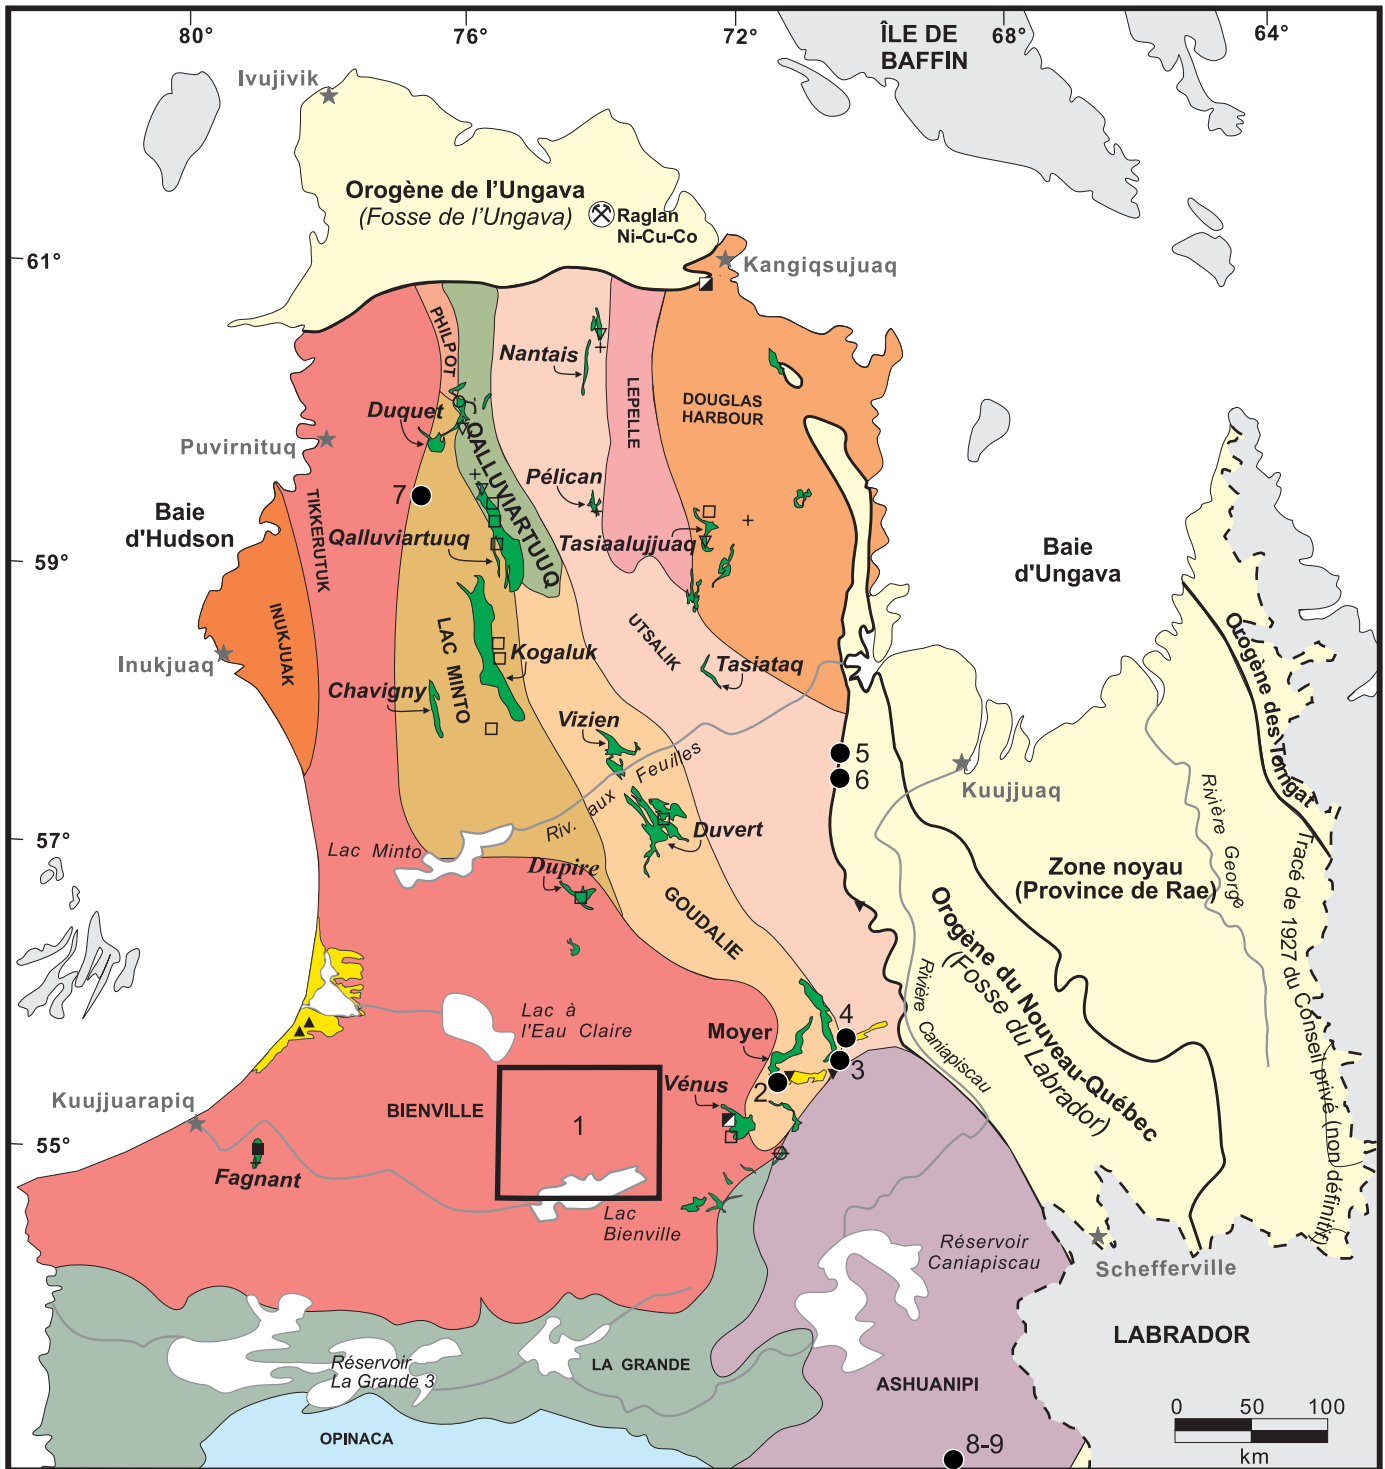 80°
76°
72°
68°
64°
ÎLE DE
BAFFIN
Ivujivik
Orogène de l'Ungava
(Fosse de l'Ungava)
Raglan
Ni-Cu-Co
61°
Kangiqsujuaq
PHILPOT
Nantais
LEPELLE
DOUGLAS
HARBOUR
Duquet
Puvirnituq
QALLUVIARTUUQ
Pélican
7
TIKKERUTUK
Baie
d'Hudson
Qalluviartuuq
Tasiaalujjuaq
59°
Baie
d'Ungava
INUKJUAK
LAC MINTO
UTSALIK
Orogène des Torngat
Inukjuaq
Kogaluk
Tasiataq
Chavigny
Vizien
5
6
Kuujjuaq
Riv. aux Feuilles
Rivière George
57°
Lac Minto
Duvert
Dupire
Zone noyau
(Province de Rae)
Tracé de 1927 du Conseil privé (non définitif)
GOUDALIE
Orogène du Nouveau-Québec
(Fosse du Labrador)
Rivière Caniapiscau
Lac à
l'Eau Claire
4
Moyer
3
2
Vénus
Kuujjuarapiq
BIENVILLE
1
55°
Fagnant
Lac
Bienville
Réservoir
Caniapiscau
Schefferville
LABRADOR
Réservoir
La Grande 3
LA GRANDE
ASHUANIPI
0 50 100
km
OPINACA
8-9